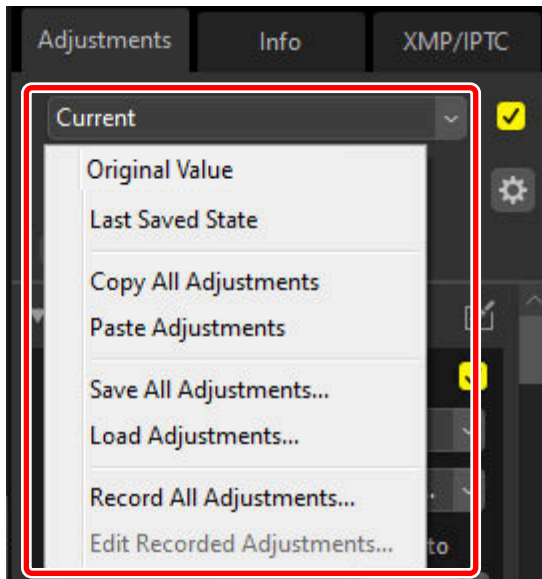 Adjustments Info XMP/IPTC
Current
Original Value
Last Saved State
Copy All Adjustments
Paste Adjustments
Save All Adjustments...
Load Adjustments...
Record All Adjustments...
Edit Recorded Adjustments... to